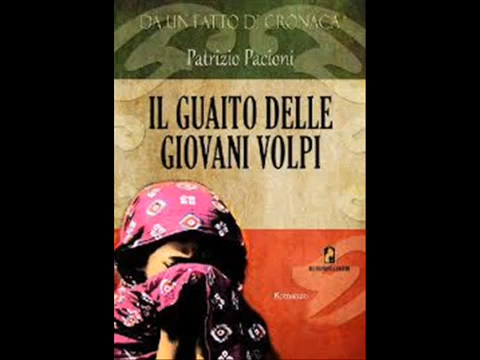 DA UN FATTO DI CRONACA
Patrizio Pacioni
IL GUAITO DELLE
GIOVANI VOLPI
Romanzo